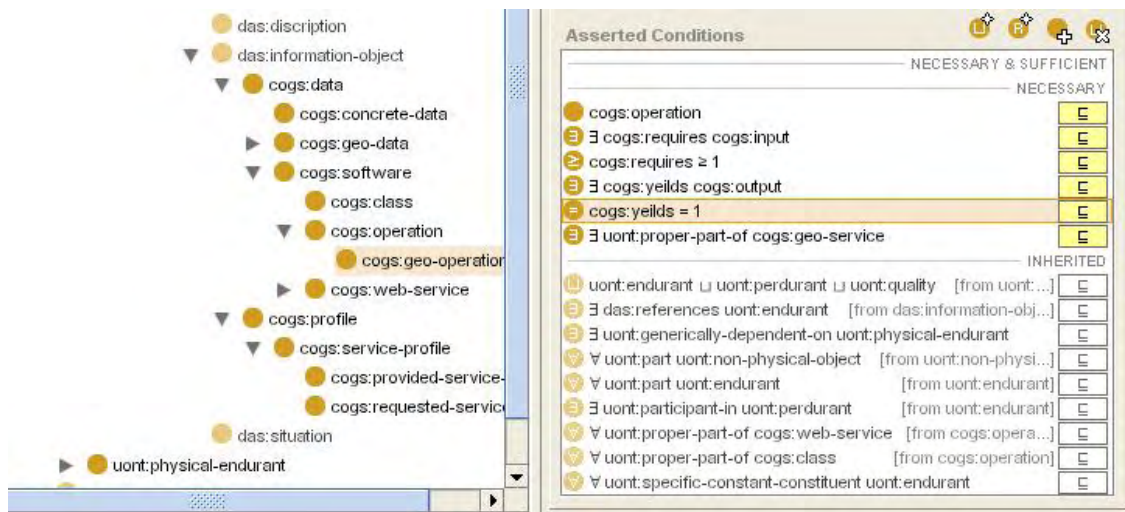 das:discription
das:information-object
cogs:data
cogs:concrete-data
cogs:geo-data
cogs:software
cogs:class
cogs:operation
cogs:geo-operation
cogs:web-service
cogs:profile
cogs:service-profile
cogs:provided-service-
cogs:requested-servic
das:situation
uont:physical-endurant
Asserted Conditions
NECESSARY & SUFFICIENT
NECESSARY
cogs:operation ⊑
∃ ∃ cogs:requires cogs:input ⊑
≥ cogs:requires ≥ 1 ⊑
∃ ∃ cogs:yeilds cogs:output ⊑
= cogs:yeilds = 1 ⊑
∃ ∃ uont:proper-part-of cogs:geo-service ⊑
INHERITED
⊔ uont:endurant ⊔ uont:perdurant ⊔ uont:quality [from uont:...] ⊑
∃ ∃ das:references uont:endurant [from das:information-obj...] ⊑
∃ ∃ uont:generically-dependent-on uont:physical-endurant ⊑
∀ ∀ uont:part uont:non-physical-object [from uont:non-physi...] ⊑
∀ ∀ uont:part uont:endurant [from uont:endurant] ⊑
∃ ∃ uont:participant-in uont:perdurant [from uont:endurant] ⊑
∀ ∀ uont:proper-part-of cogs:web-service [from cogs:opera...] ⊑
∀ ∀ uont:proper-part-of cogs:class [from cogs:operation] ⊑
∀ ∀ uont:specific-constant-constituent uont:endurant ⊑